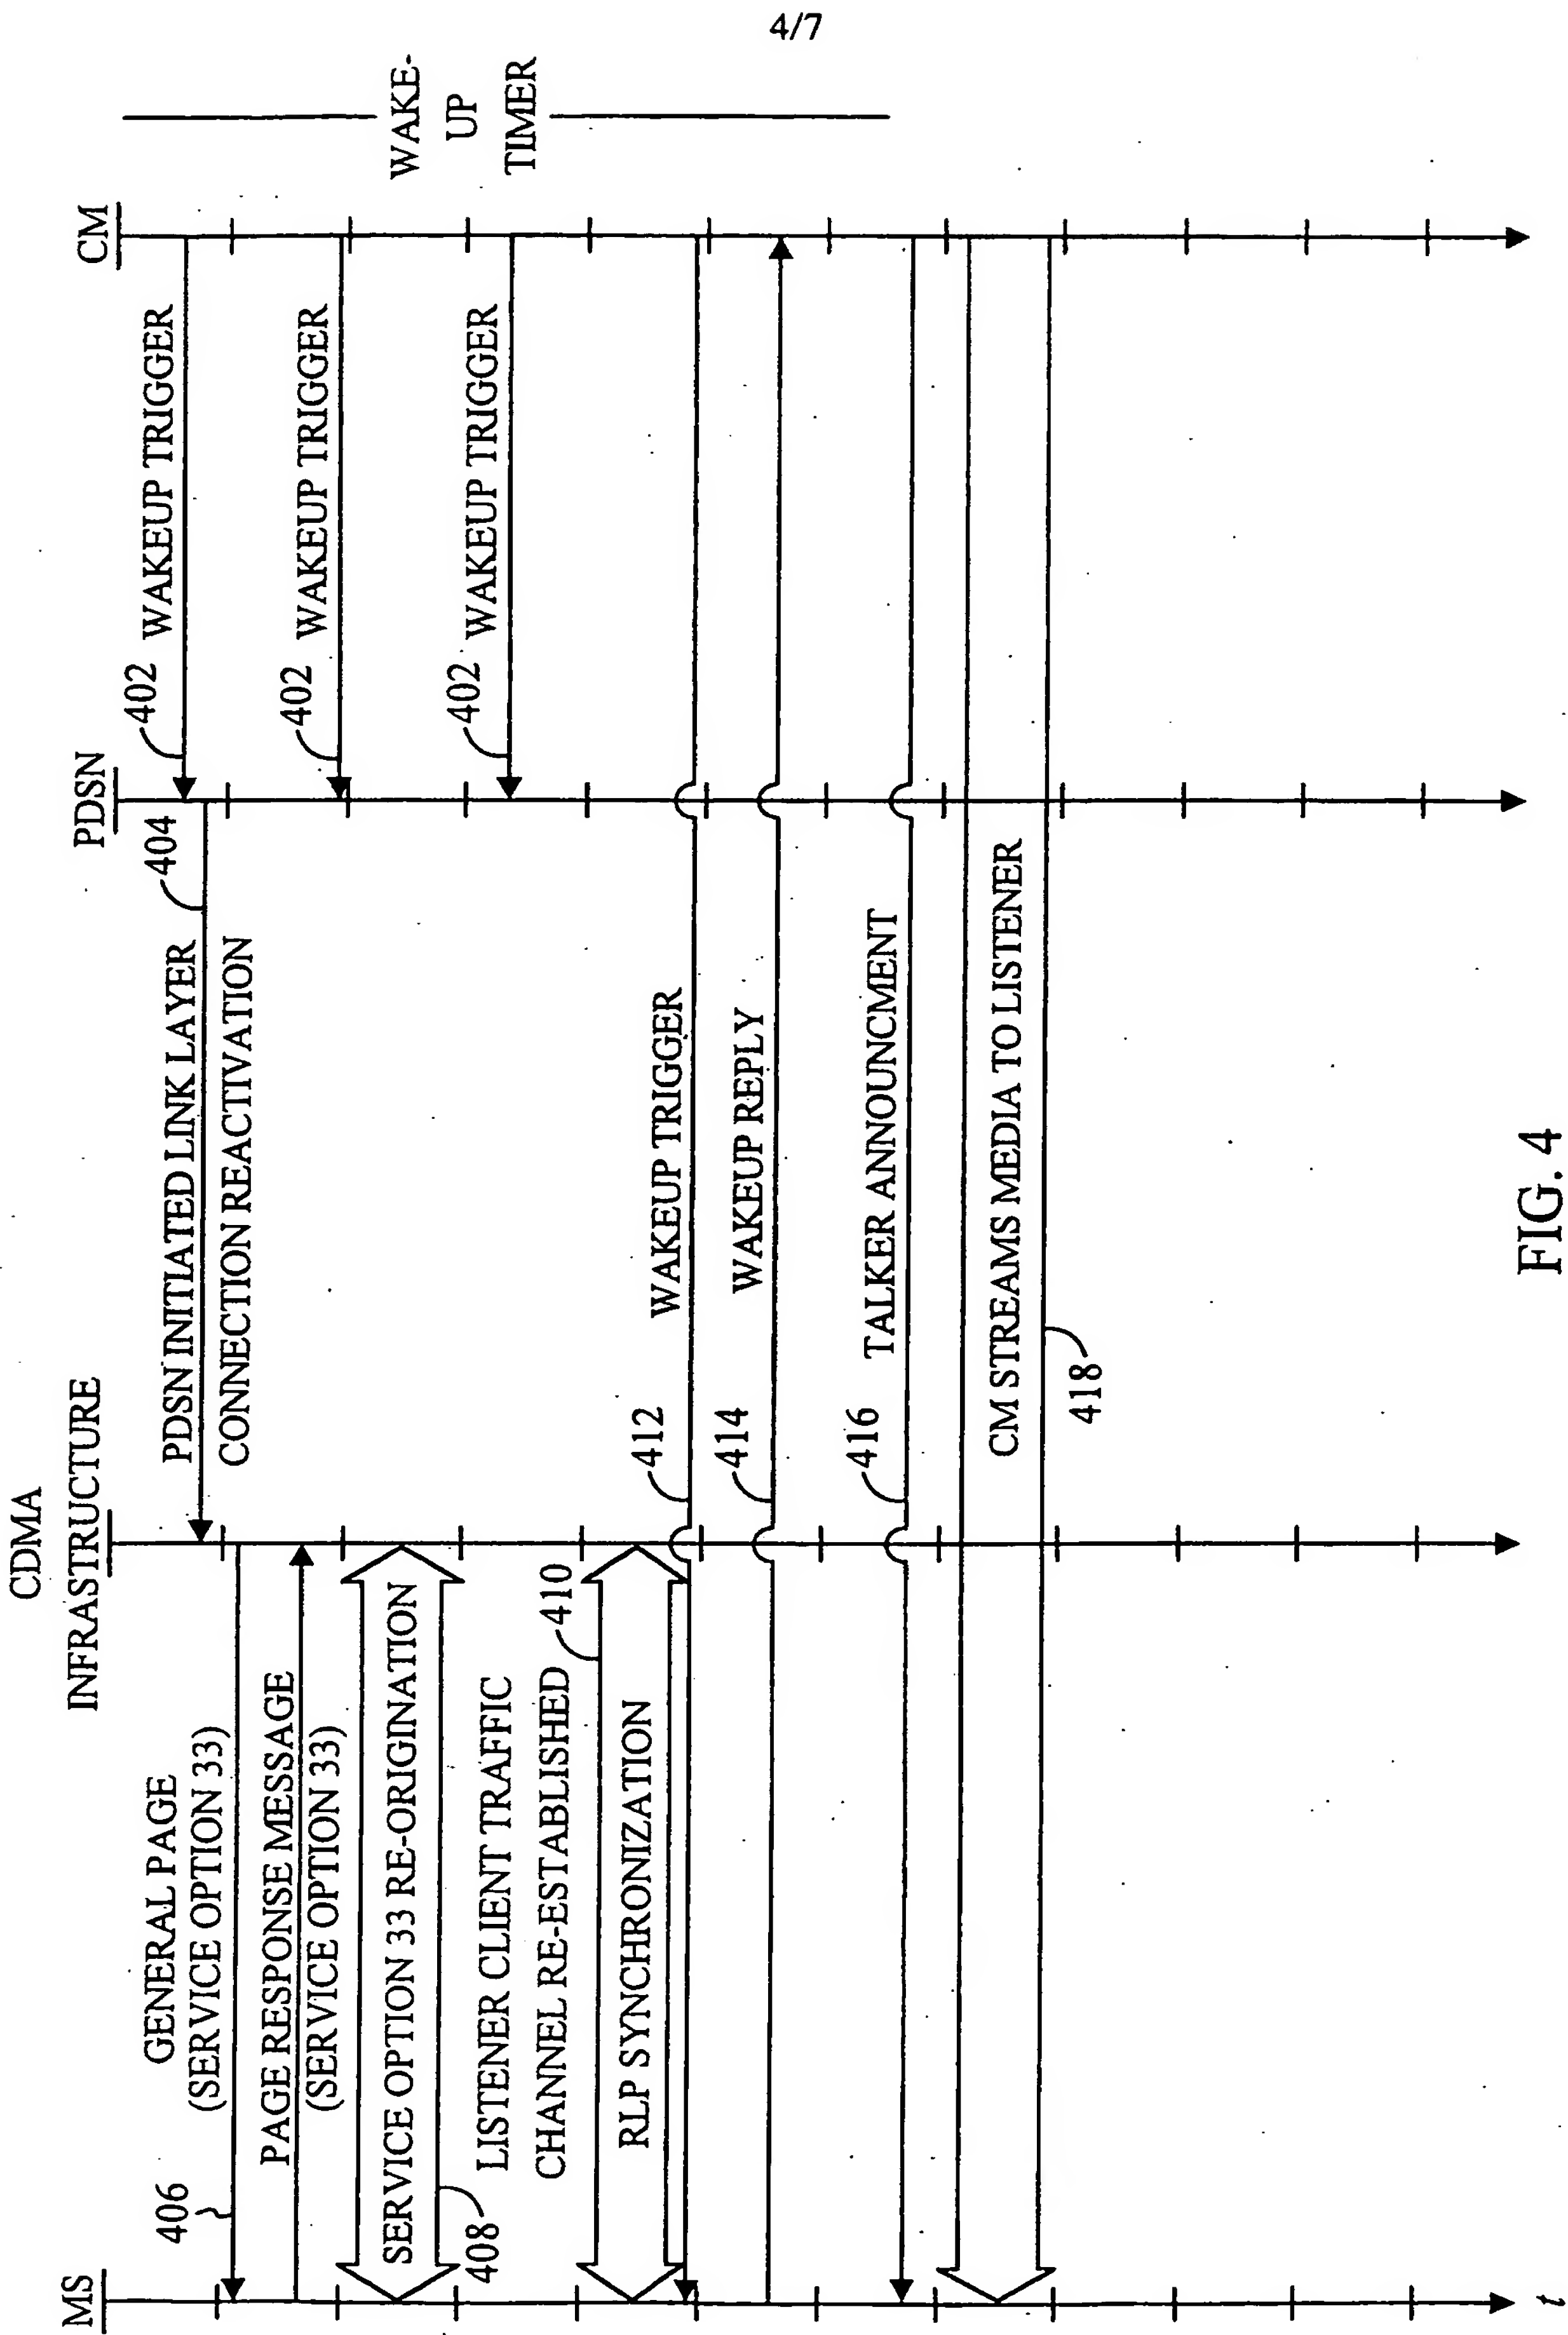 4/7
MS
CDMA
INFRASTRUCTURE
PDSN
CM
406
GENERAL PAGE
(SERVICE OPTION 33)
PAGE RESPONSE MESSAGE
(SERVICE OPTION 33)
SERVICE OPTION 33 RE-ORIGINATION
408
LISTENER CLIENT TRAFFIC
CHANNEL RE-ESTABLISHED
410
RLP SYNCHRONIZATION
PDSN INITIATED LINK LAYER
CONNECTION REACTIVATION
404
402
WAKEUP TRIGGER
402
WAKEUP TRIGGER
402
WAKEUP TRIGGER
412
WAKEUP TRIGGER
414
WAKEUP REPLY
416
TALKER ANNOUNCMENT
CM STREAMS MEDIA TO LISTENER
418
WAKE-
UP
TIMER
t
FIG. 4